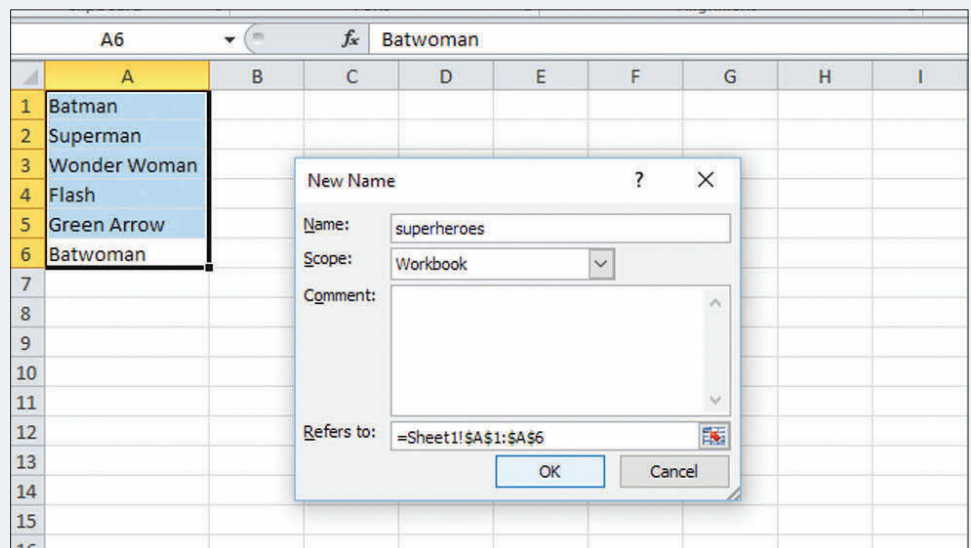 A6 fx Batwoman
A B C D E F G H I
1 Batman
2 Superman
3 Wonder Woman
4 Flash
5 Green Arrow
6 Batwoman
7
8
9
10
11
12
13
14
15
16
New Name ? X
Name: superheroes
Scope: Workbook
Comment:
Refers to: =Sheet1!$A$1:$A$6
OK Cancel